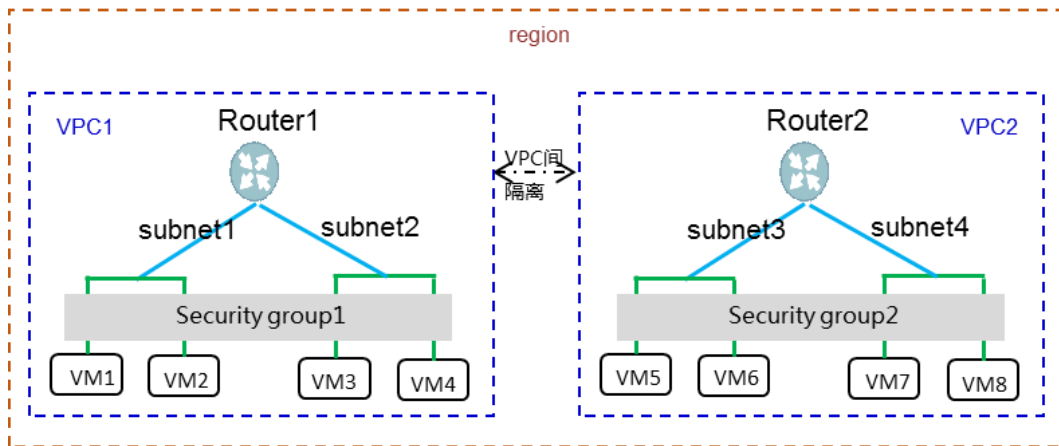 region
VPC1
Router1
subnet1
subnet2
Security group1
VM1
VM2
VM3
VM4
VPC间
隔离
Router2
VPC2
subnet3
subnet4
Security group2
VM5
VM6
VM7
VM8